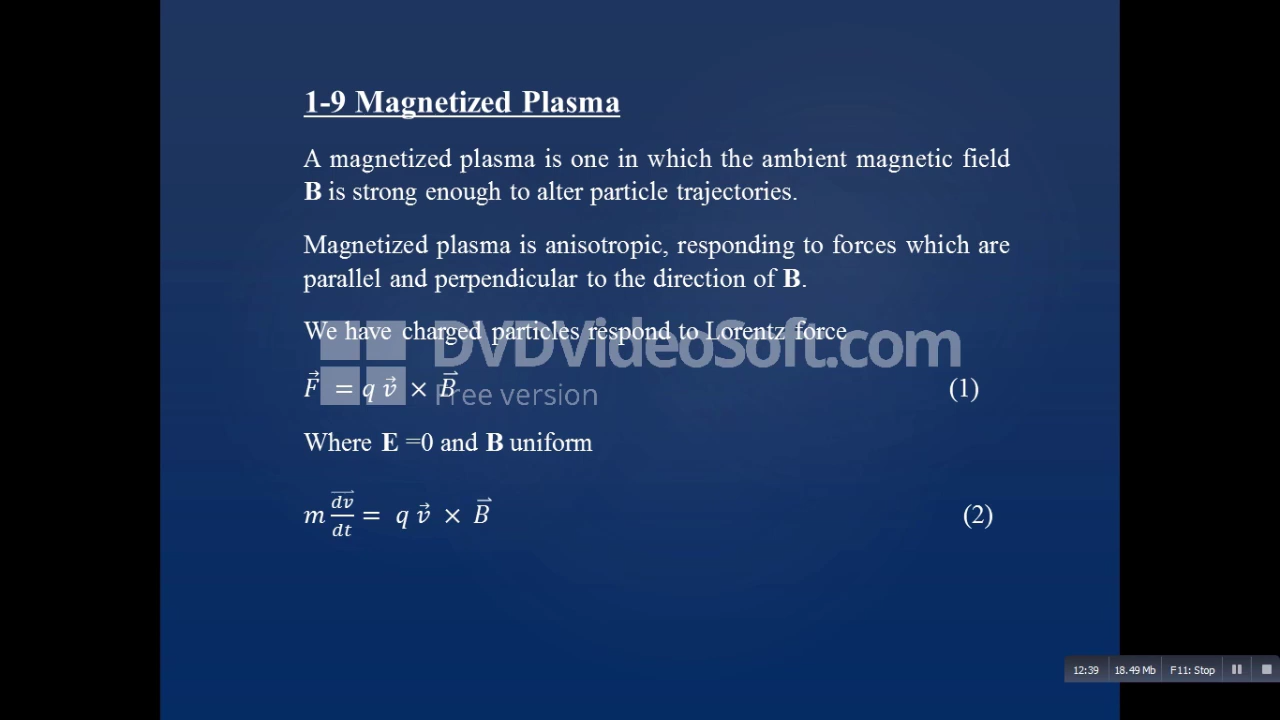 1-9 Magnetized Plasma
A magnetized plasma is one in which the ambient magnetic field
B is strong enough to alter particle trajectories.
Magnetized plasma is anisotropic, responding to forces which are
parallel and perpendicular to the direction of B.
We have charged particles respond to Lorentz force
DVDVideoSoft.com
F⃗ = q v⃗ × B⃗ (1)
Free version
Where E =0 and B uniform
m d⃗v⃗/dt = q v⃗ × B⃗ (2)
12:39 18.49 Mb F11: Stop